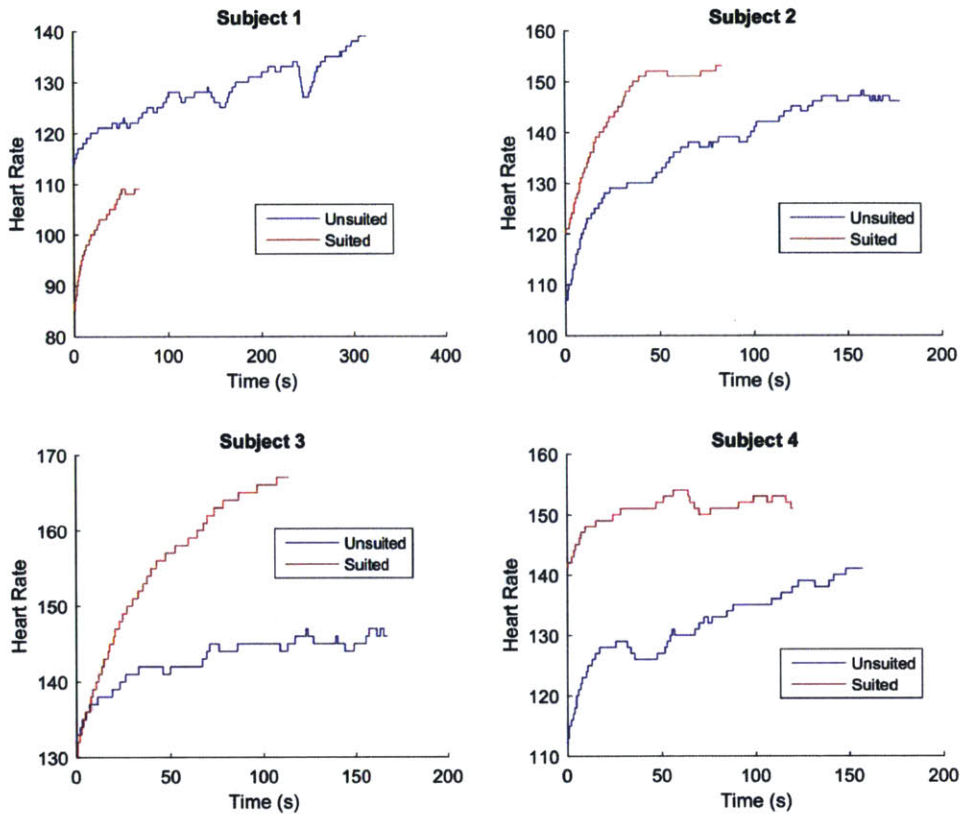 Subject 1
140
130
120
110
100
90
80
Heart Rate
Unsuited
Suited
0 100 200 300 400
Time (s)
Subject 2
160
150
140
130
120
110
100
Heart Rate
Unsuited
Suited
0 50 100 150 200
Time (s)
Subject 3
170
160
150
140
130
Heart Rate
Unsuited
Suited
0 50 100 150 200
Time (s)
Subject 4
160
150
140
130
120
110
Heart Rate
Unsuited
Suited
0 50 100 150 200
Time (s)